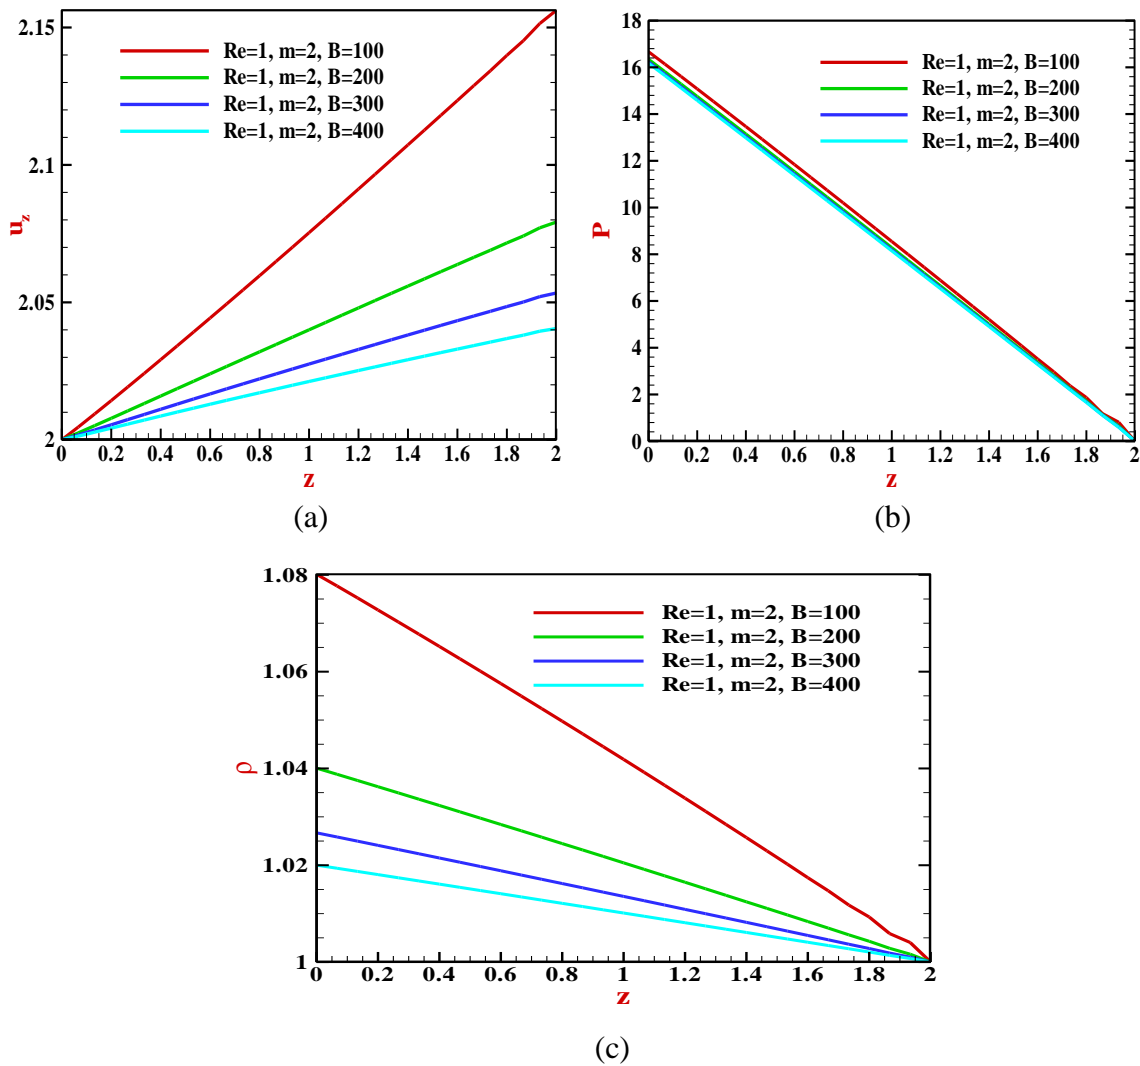 2.15
2.1
2.05
2
u_z
Re=1, m=2, B=100
Re=1, m=2, B=200
Re=1, m=2, B=300
Re=1, m=2, B=400
0 0.2 0.4 0.6 0.8 1 1.2 1.4 1.6 1.8 2
z
(a)
18
16
14
12
10
8
6
4
2
0
P
Re=1, m=2, B=100
Re=1, m=2, B=200
Re=1, m=2, B=300
Re=1, m=2, B=400
0 0.2 0.4 0.6 0.8 1 1.2 1.4 1.6 1.8 2
z
(b)
1.08
1.06
1.04
1.02
1
ρ
Re=1, m=2, B=100
Re=1, m=2, B=200
Re=1, m=2, B=300
Re=1, m=2, B=400
0 0.2 0.4 0.6 0.8 1 1.2 1.4 1.6 1.8 2
z
(c)